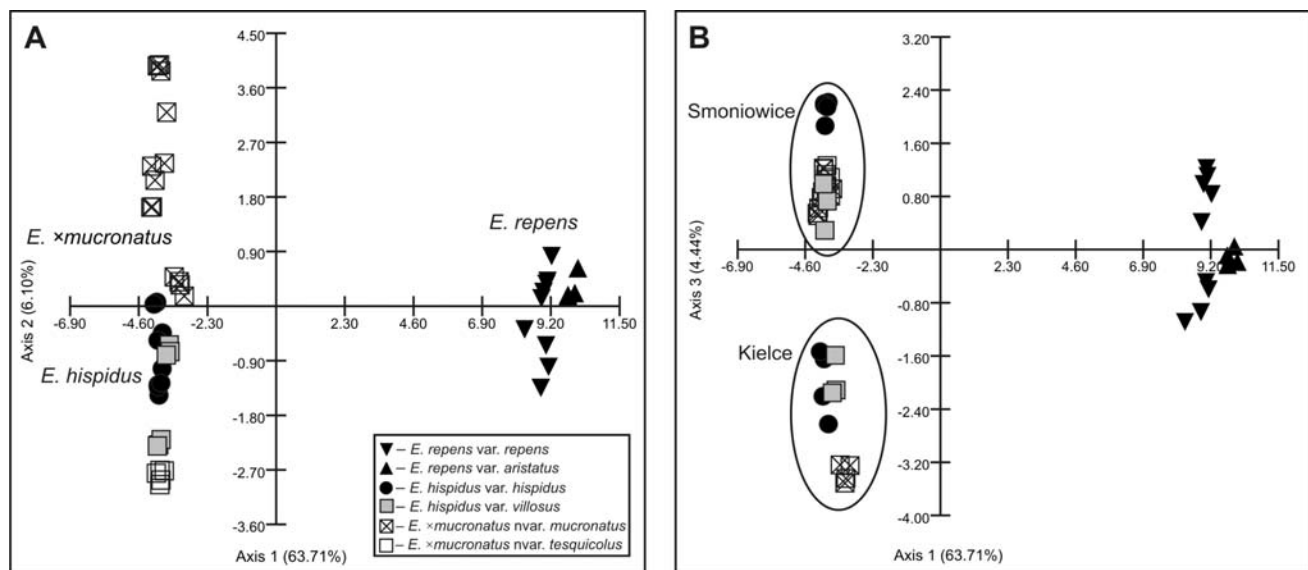 A
4.50
3.60
2.70
1.80
E. ×mucronatus
E. repens
0.90
-6.90 -4.60 -2.30 2.30 4.60 6.90 9.20 11.50
Axis 2 (6.10%)
-0.90
E. hispidus
-1.80
-2.70
-3.60
Axis 1 (63.71%)
– E. repens var. repens
– E. repens var. aristatus
– E. hispidus var. hispidus
– E. hispidus var. villosus
– E. ×mucronatus nvar. mucronatus
– E. ×mucronatus nvar. tesquicolus
B
3.20
2.40
Smoniowice
1.60
0.80
-6.90 -4.60 -2.30 2.30 4.60 6.90 9.20 11.50
Axis 3 (4.44%)
-0.80
Kielce
-1.60
-2.40
-3.20
-4.00
Axis 1 (63.71%)